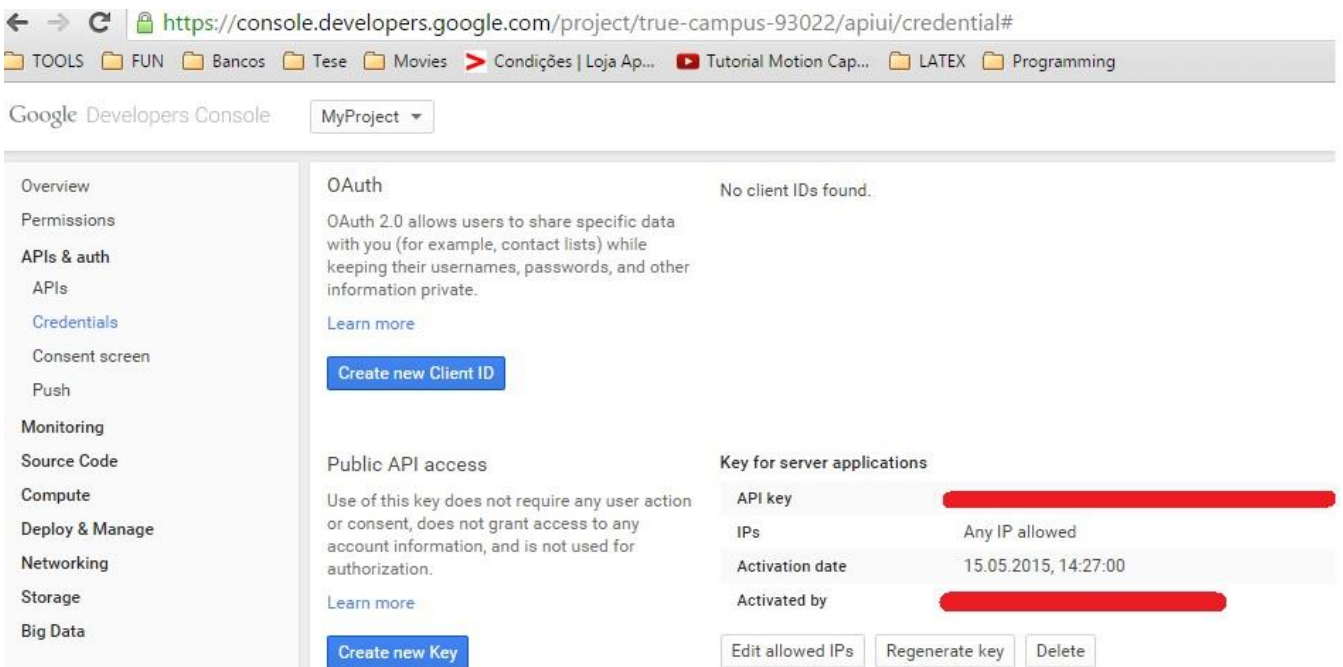 https://console.developers.google.com/project/true-campus-93022/apiui/credential#
TOOLS FUN Bancos Tese Movies Condições | Loja Ap... Tutorial Motion Cap... LATEX Programming
Google Developers Console MyProject
Overview
Permissions
APIs & auth
APIs
Credentials
Consent screen
Push
Monitoring
Source Code
Compute
Deploy & Manage
Networking
Storage
Big Data
OAuth
OAuth 2.0 allows users to share specific data
with you (for example, contact lists) while
keeping their usernames, passwords, and other
information private.
Learn more
Create new Client ID
No client IDs found.
Public API access
Use of this key does not require any user action
or consent, does not grant access to any
account information, and is not used for
authorization.
Learn more
Create new Key
Key for server applications
API key
IPs Any IP allowed
Activation date 15.05.2015, 14:27:00
Activated by
Edit allowed IPs Regenerate key Delete